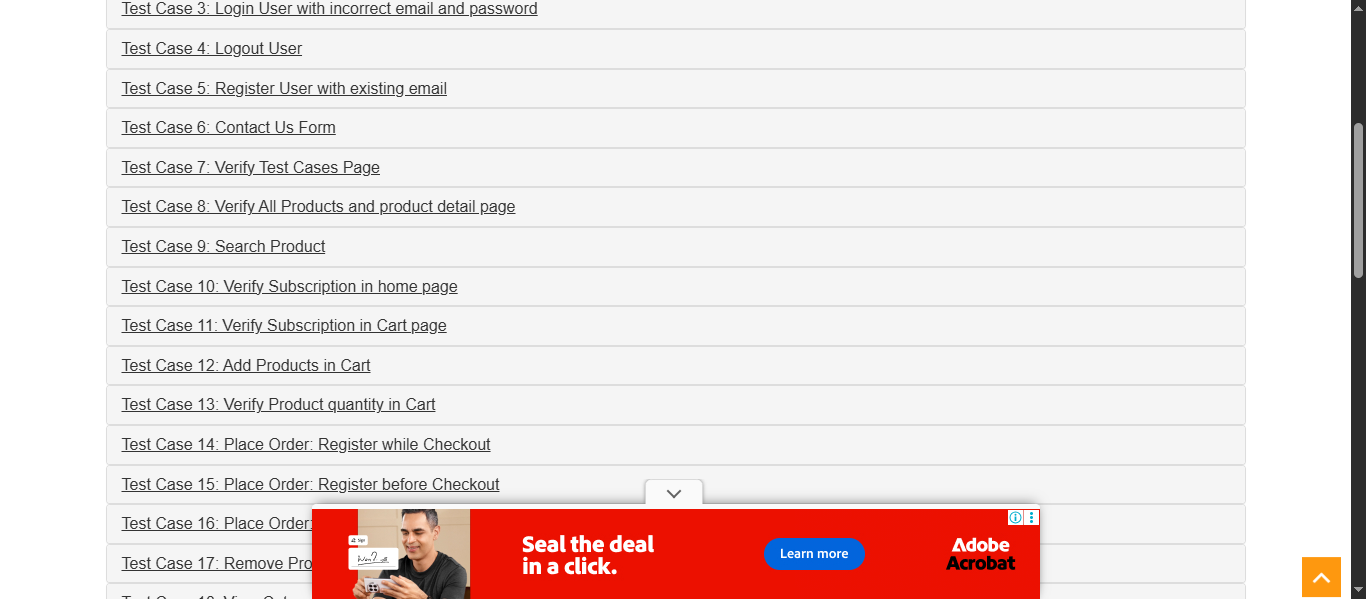 Test Case 3: Login User with incorrect email and password
Test Case 4: Logout User
Test Case 5: Register User with existing email
Test Case 6: Contact Us Form
Test Case 7: Verify Test Cases Page
Test Case 8: Verify All Products and product detail page
Test Case 9: Search Product
Test Case 10: Verify Subscription in home page
Test Case 11: Verify Subscription in Cart page
Test Case 12: Add Products in Cart
Test Case 13: Verify Product quantity in Cart
Test Case 14: Place Order: Register while Checkout
Test Case 15: Place Order: Register before Checkout
Test Case 16: Place Order:
Test Case 17: Remove Pro
Seal the deal
in a click.
Learn more
Adobe
Acrobat